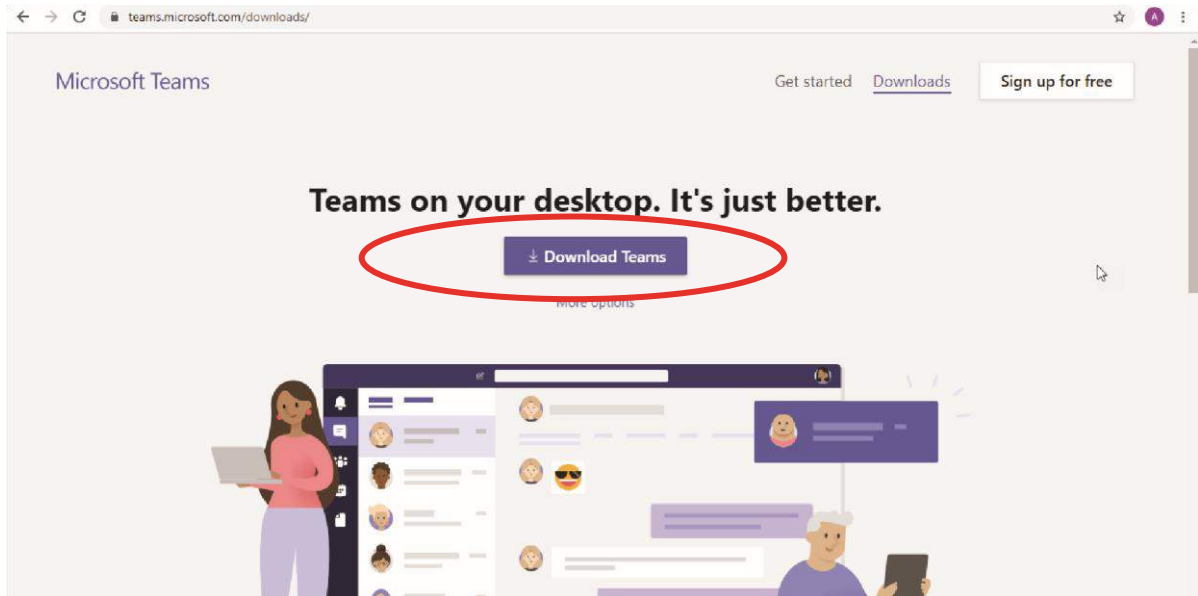 teams.microsoft.com/downloads/
A
Microsoft Teams
Get started Downloads Sign up for free
Teams on your desktop. It's just better.
Download Teams
More options